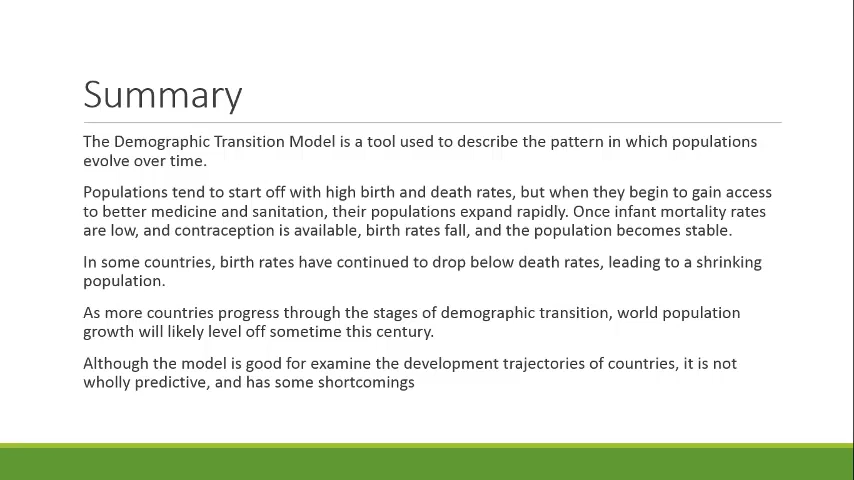 Summary
The Demographic Transition Model is a tool used to describe the pattern in which populations
evolve over time.
Populations tend to start off with high birth and death rates, but when they begin to gain access
to better medicine and sanitation, their populations expand rapidly. Once infant mortality rates
are low, and contraception is available, birth rates fall, and the population becomes stable.
In some countries, birth rates have continued to drop below death rates, leading to a shrinking
population.
As more countries progress through the stages of demographic transition, world population
growth will likely level off sometime this century.
Although the model is good for examine the development trajectories of countries, it is not
wholly predictive, and has some shortcomings